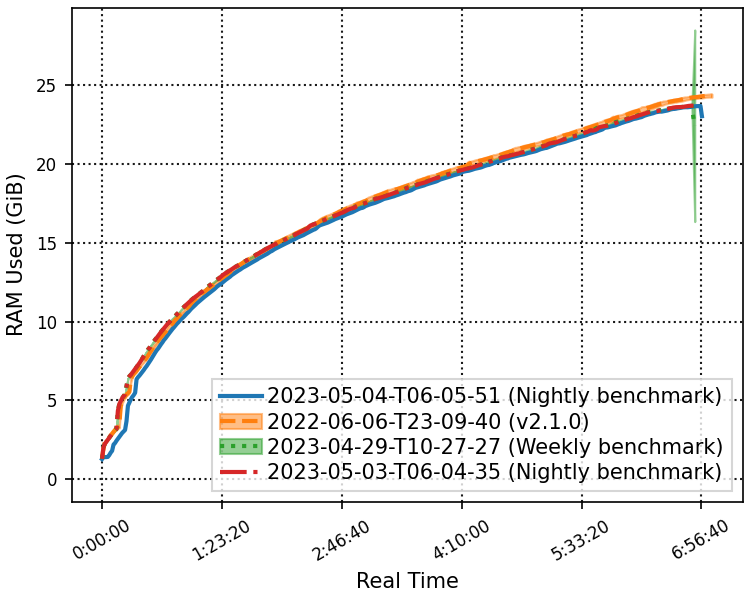 25
20
15
10
5
0
RAM Used (GiB)
2023-05-04-T06-05-51 (Nightly benchmark)
2022-06-06-T23-09-40 (v2.1.0)
2023-04-29-T10-27-27 (Weekly benchmark)
2023-05-03-T06-04-35 (Nightly benchmark)
0:00:00 1:23:20 2:46:40 4:10:00 5:33:20 6:56:40
Real Time